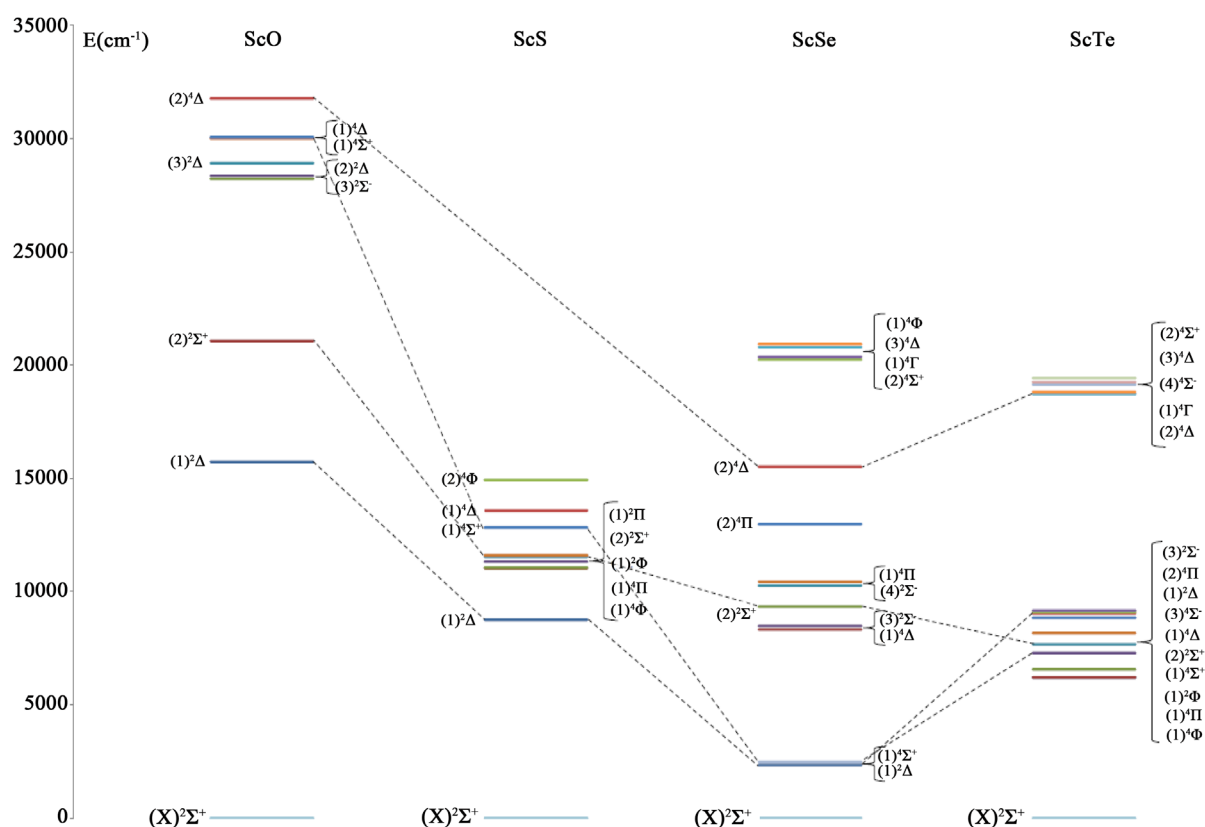 35000
E(cm⁻¹)
ScO
ScS
ScSe
ScTe
30000
25000
20000
15000
10000
5000
0
(2)⁴Δ
(1)⁴Δ
(1)⁴Σ⁺
(3)²Δ
(2)²Δ
(3)²Σ⁻
(2)²Σ⁺
(1)²Δ
(X)²Σ⁺
(2)⁴Φ
(1)⁴Δ
(1)⁴Σ⁺
(1)²Π
(2)²Σ⁺
(1)²Φ
(1)⁴Π
(1)⁴Φ
(1)²Δ
(X)²Σ⁺
(1)⁴Φ
(3)⁴Δ
(1)⁴Γ
(2)⁴Σ⁺
(2)⁴Δ
(2)⁴Π
(1)⁴Π
(4)²Σ⁻
(2)²Σ⁺
(3)²Σ⁻
(1)⁴Δ
(1)⁴Σ⁺
(1)²Δ
(X)²Σ⁺
(2)⁴Σ⁺
(3)⁴Δ
(4)⁴Σ⁻
(1)⁴Γ
(2)⁴Δ
(3)²Σ⁻
(2)⁴Π
(1)²Δ
(3)⁴Σ⁻
(1)⁴Δ
(2)²Σ⁺
(1)⁴Σ⁺
(1)²Φ
(1)⁴Π
(1)⁴Φ
(X)²Σ⁺